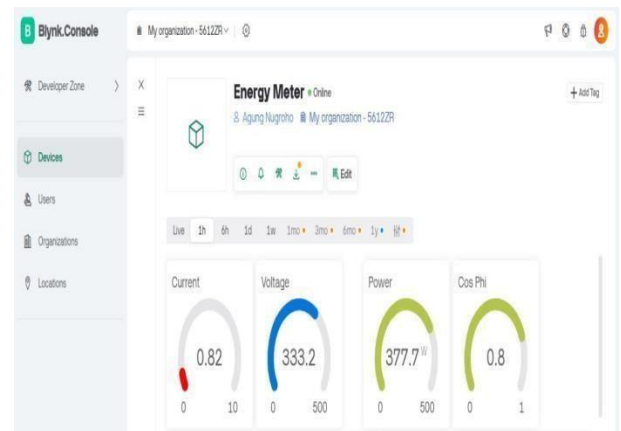 B Blynk.Console
My organization - 5612ZR
Developer Zone
Devices
Users
Organizations
Locations
Energy Meter • Online
Agung Nugroho My organization - 5612ZR
+ Add Tag
Edit
Live 1h 6h 1d 1w 1mo • 3mo • 6mo • 1y •
Current Voltage Power Cos Phi
0.82 333.2 377.7 W 0.8
0 10 0 500 0 500 0 1